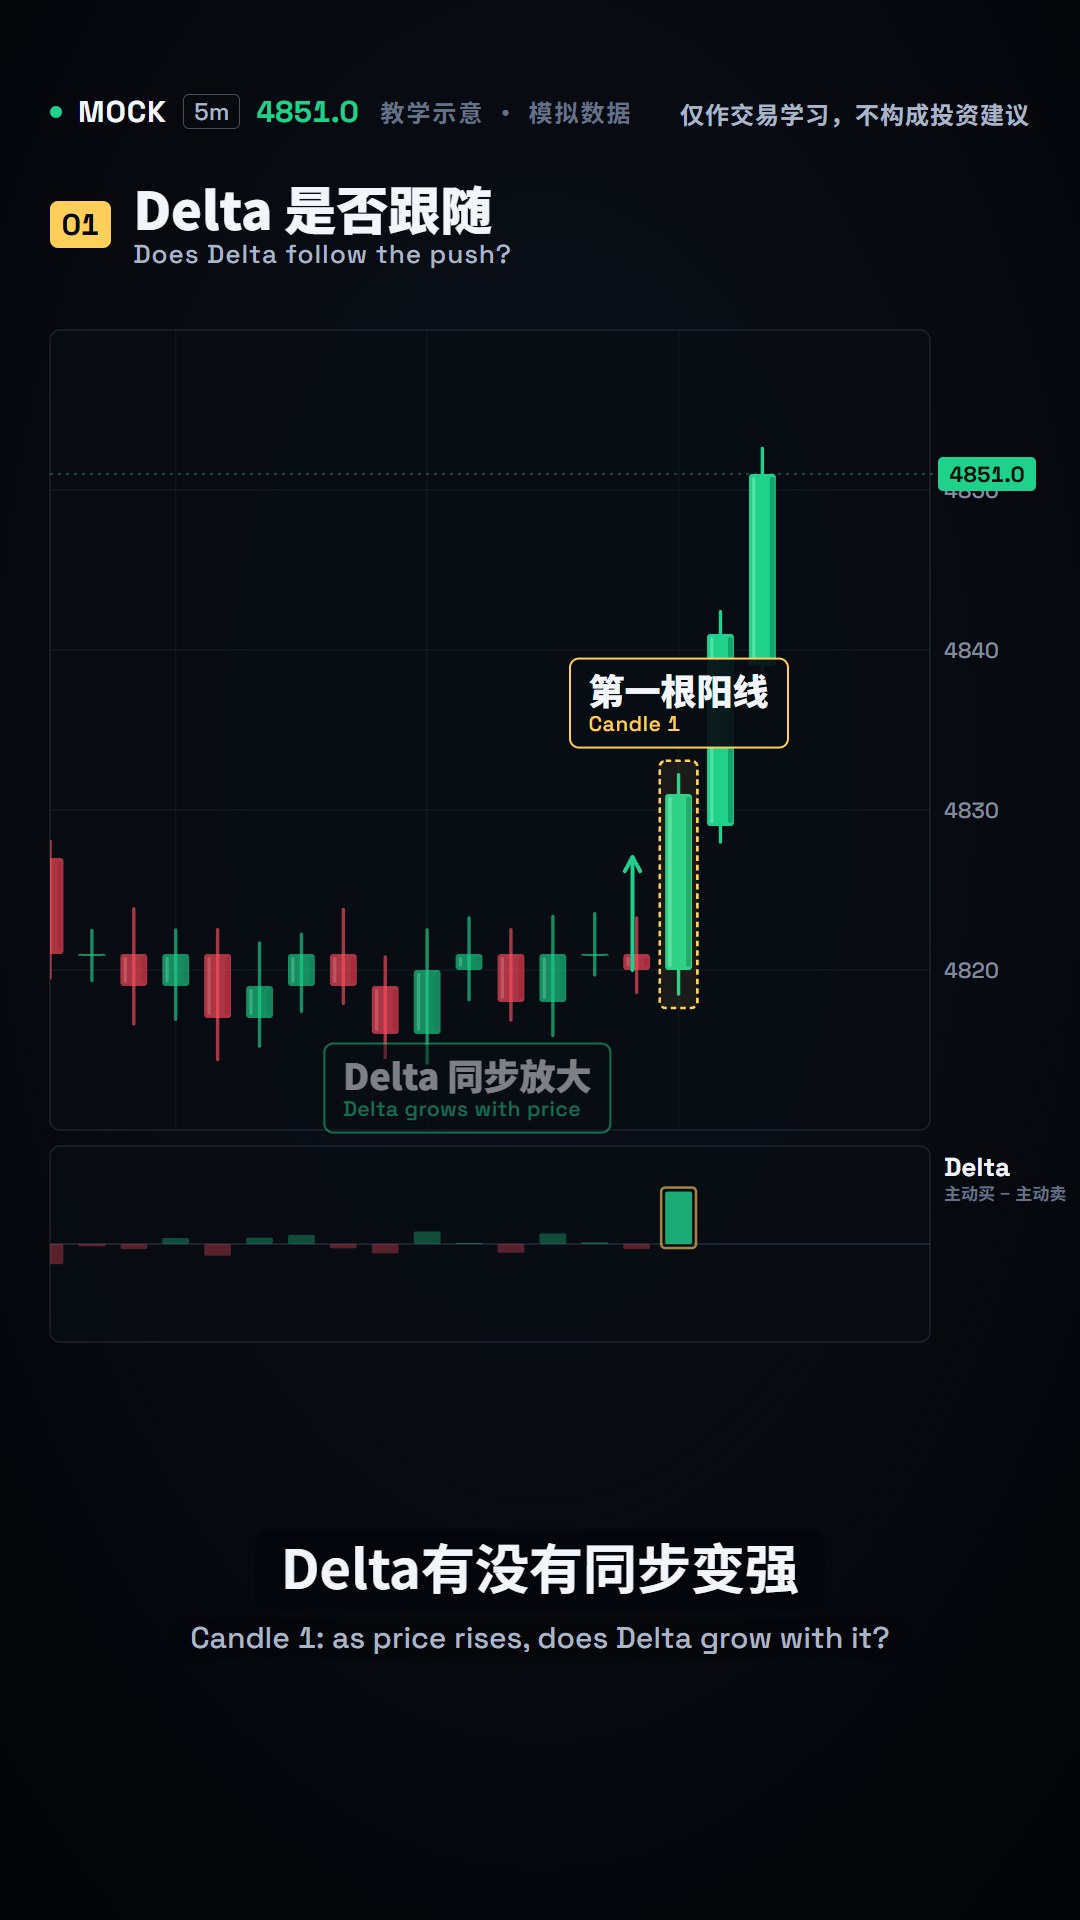 MOCK 5m 4851.0 教学示意 • 模拟数据 仅作交易学习，不构成投资建议
01 Delta 是否跟随
Does Delta follow the push?
4851.0
4850
4840
第一根阳线
Candle 1
4830
4820
Delta 同步放大
Delta grows with price
Delta
主动买 – 主动卖
Delta有没有同步变强
Candle 1: as price rises, does Delta grow with it?